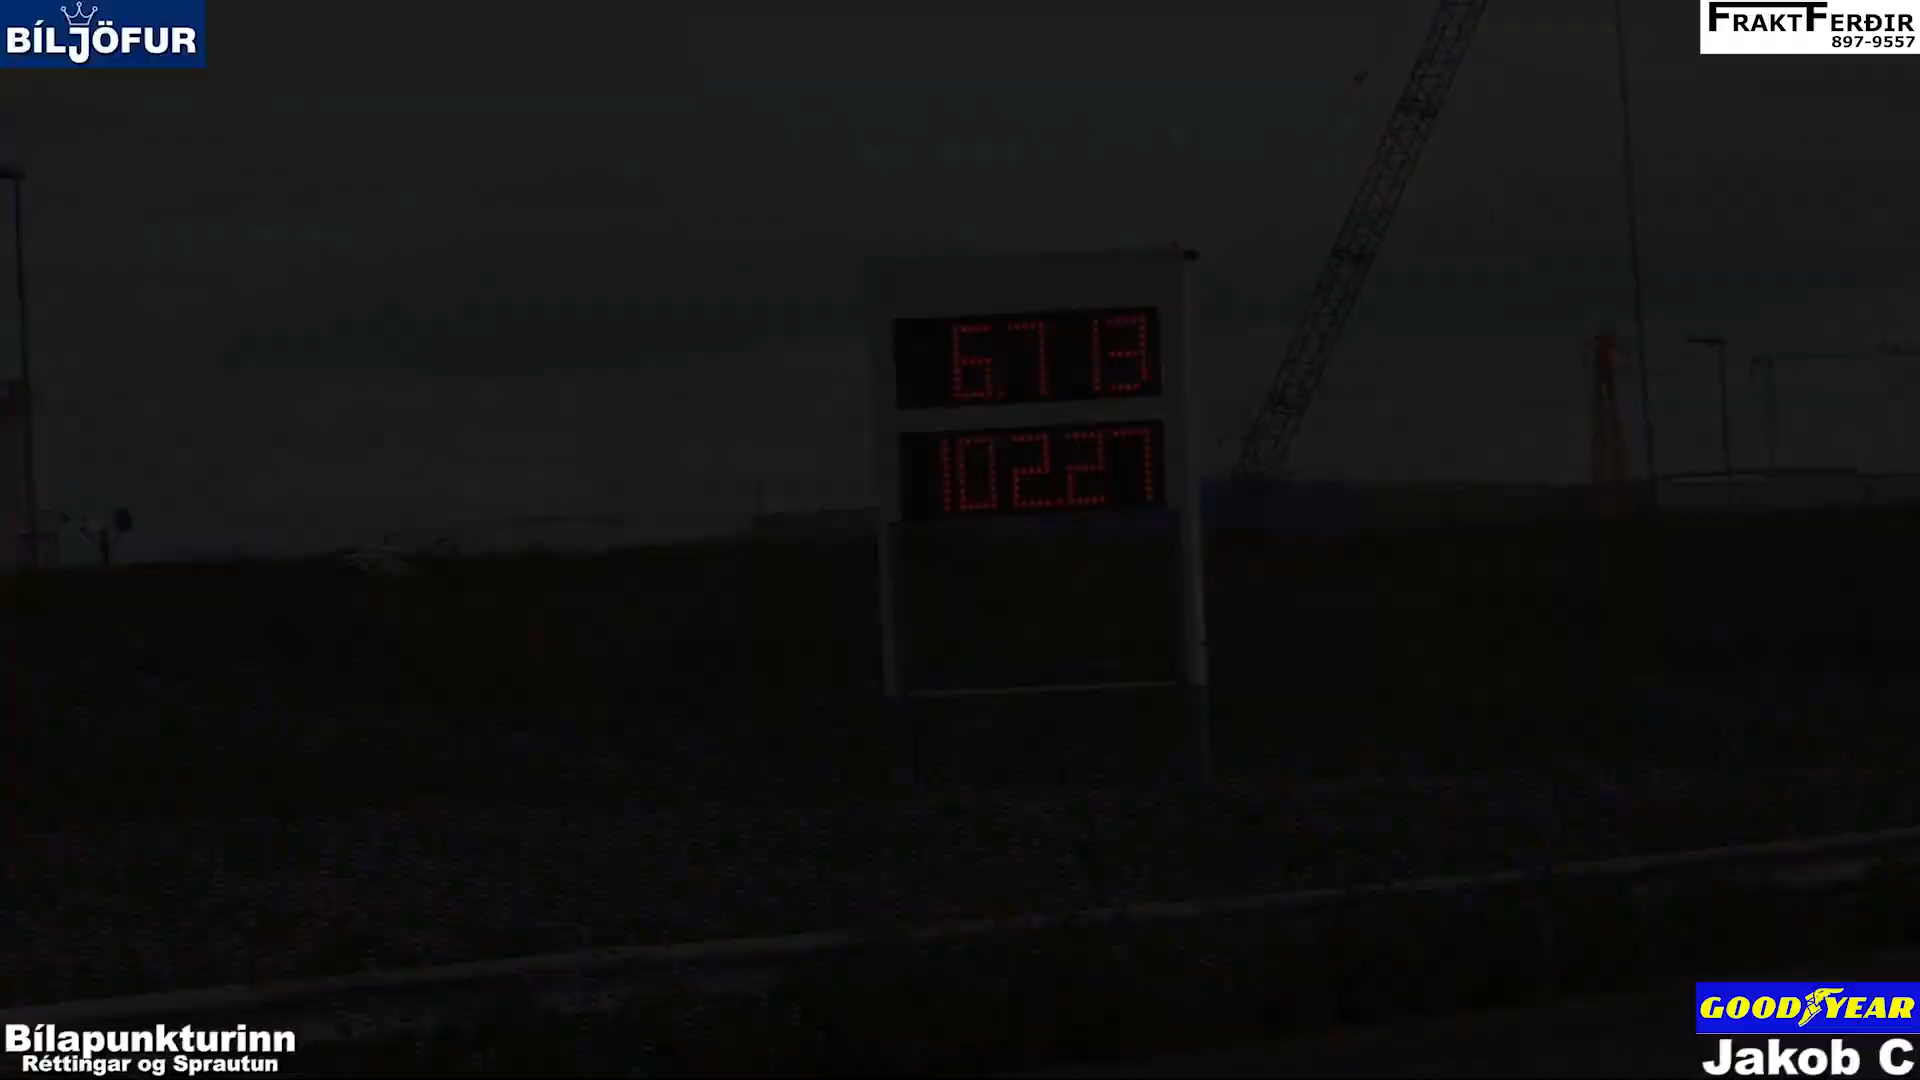 BÍLJÖFUR
FRAKTFERÐIR
897-9557
6.713
102.27
Bílapunkturinn
Réttingar og Sprautun
GOODYEAR
Jakob C